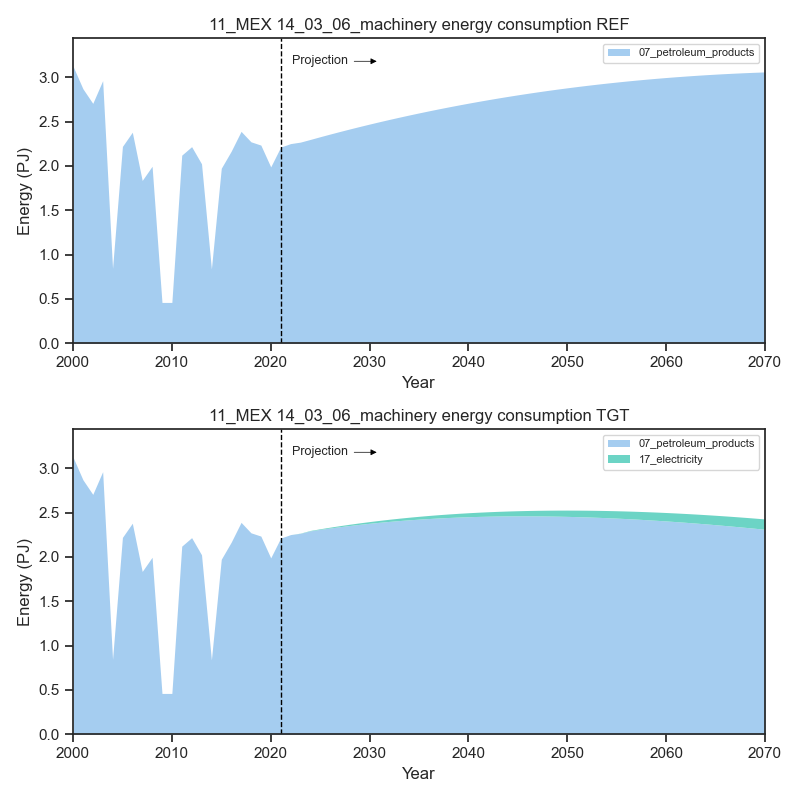 11_MEX 14_03_06_machinery energy consumption REF
Projection
07_petroleum_products
3.0
2.5
2.0
1.5
1.0
0.5
0.0
Energy (PJ)
2000 2010 2020 2030 2040 2050 2060 2070
Year
11_MEX 14_03_06_machinery energy consumption TGT
Projection
07_petroleum_products
17_electricity
3.0
2.5
2.0
1.5
1.0
0.5
0.0
Energy (PJ)
2000 2010 2020 2030 2040 2050 2060 2070
Year